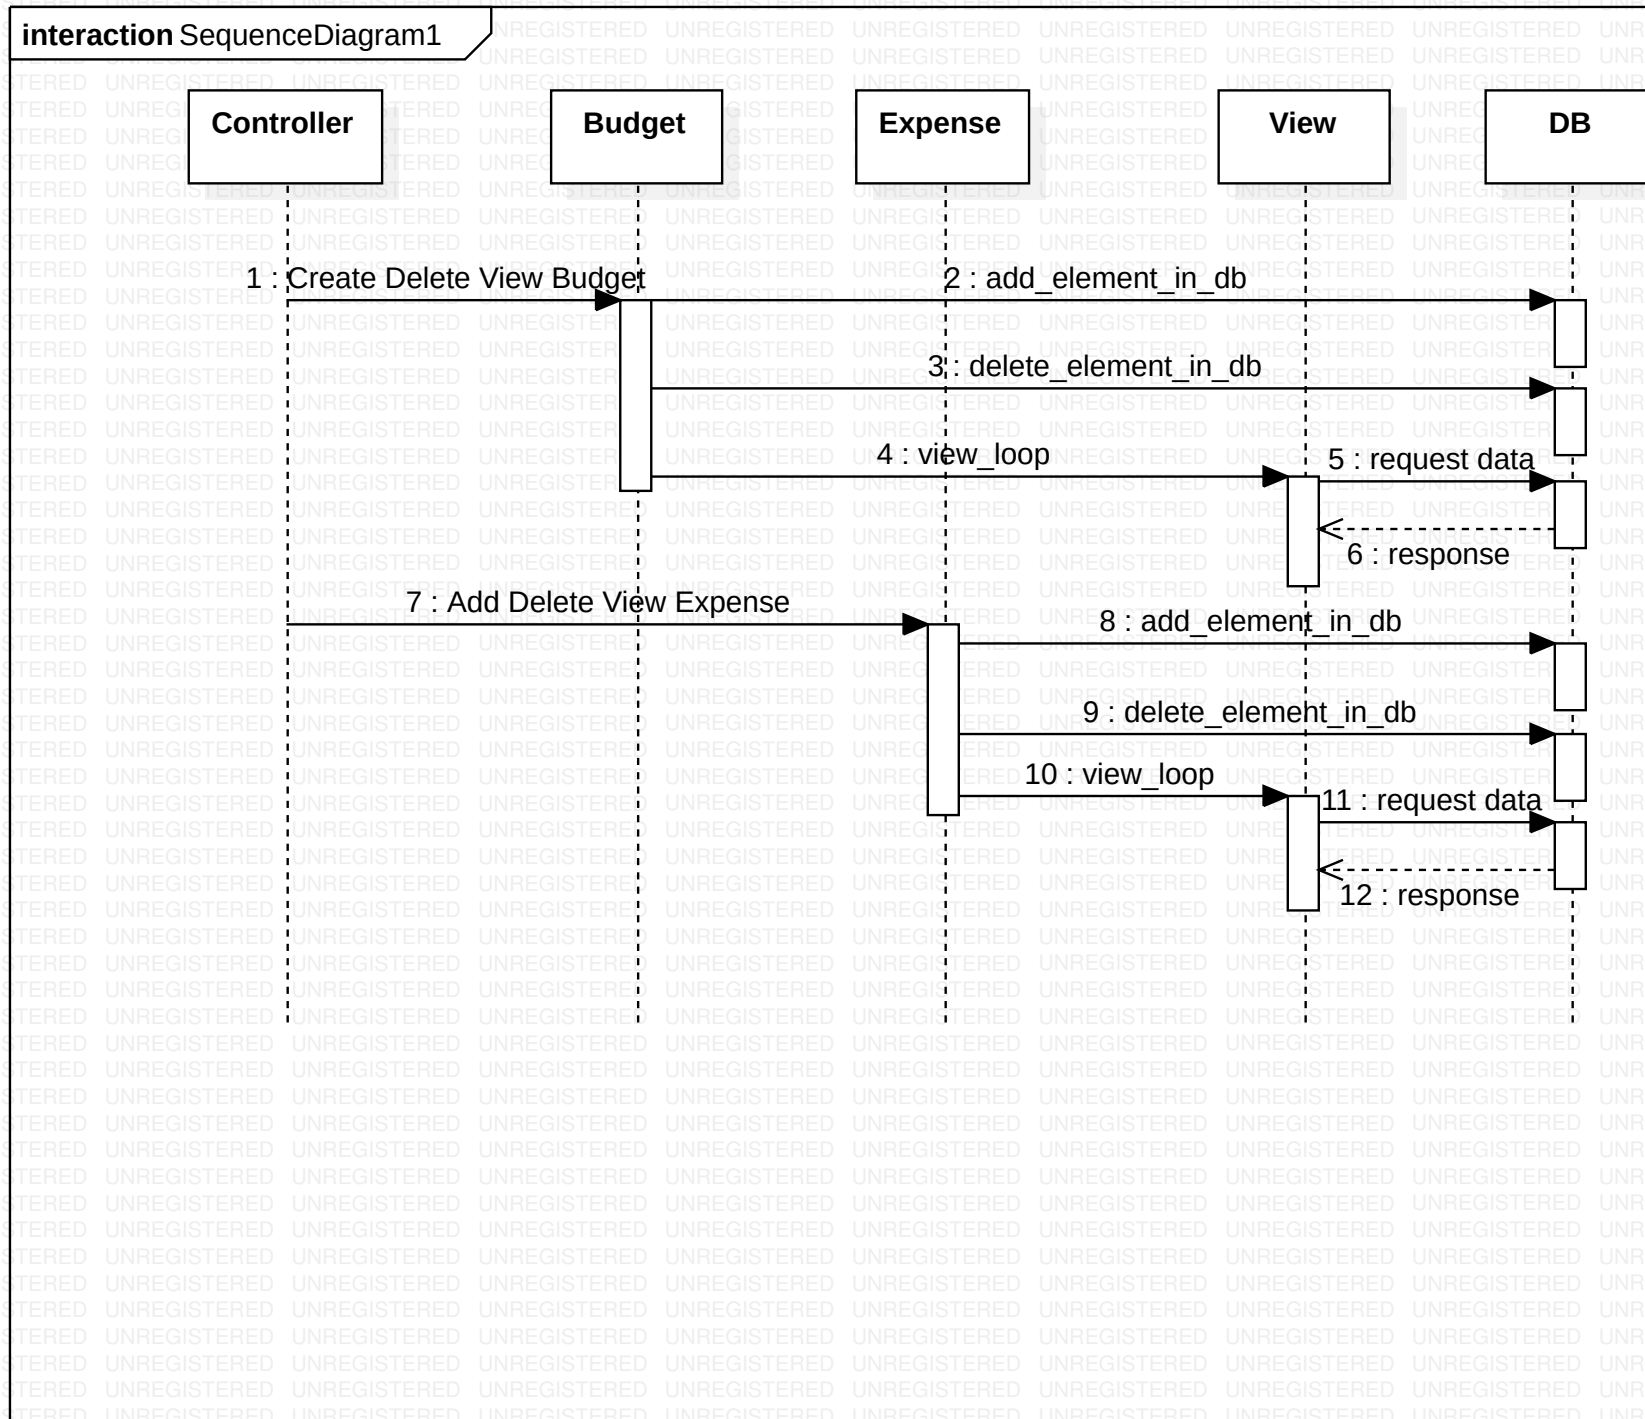 interaction SequenceDiagram1
Controller
Budget
Expense
View
DB
1 : Create Delete View Budget
2 : add_element_in_db
3 : delete_element_in_db
4 : view_loop
5 : request data
6 : response
7 : Add Delete View Expense
8 : add_element_in_db
9 : delete_element_in_db
10 : view_loop
11 : request data
12 : response
UNREGISTERED